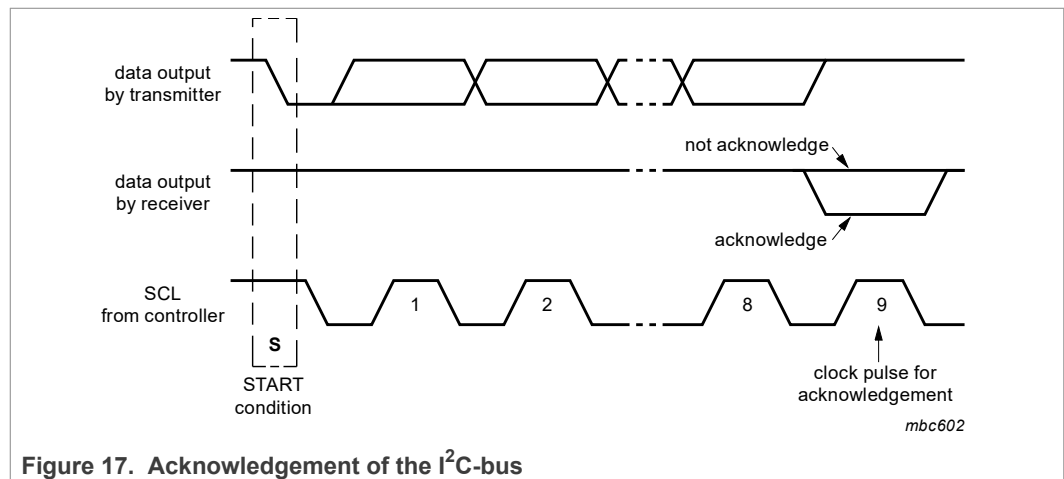 data output
by transmitter
not acknowledge
data output
by receiver
acknowledge
SCL
from controller
1
2
8
9
S
START
condition
clock pulse for
acknowledgement
mbc602
Figure 17. Acknowledgement of the I²C-bus